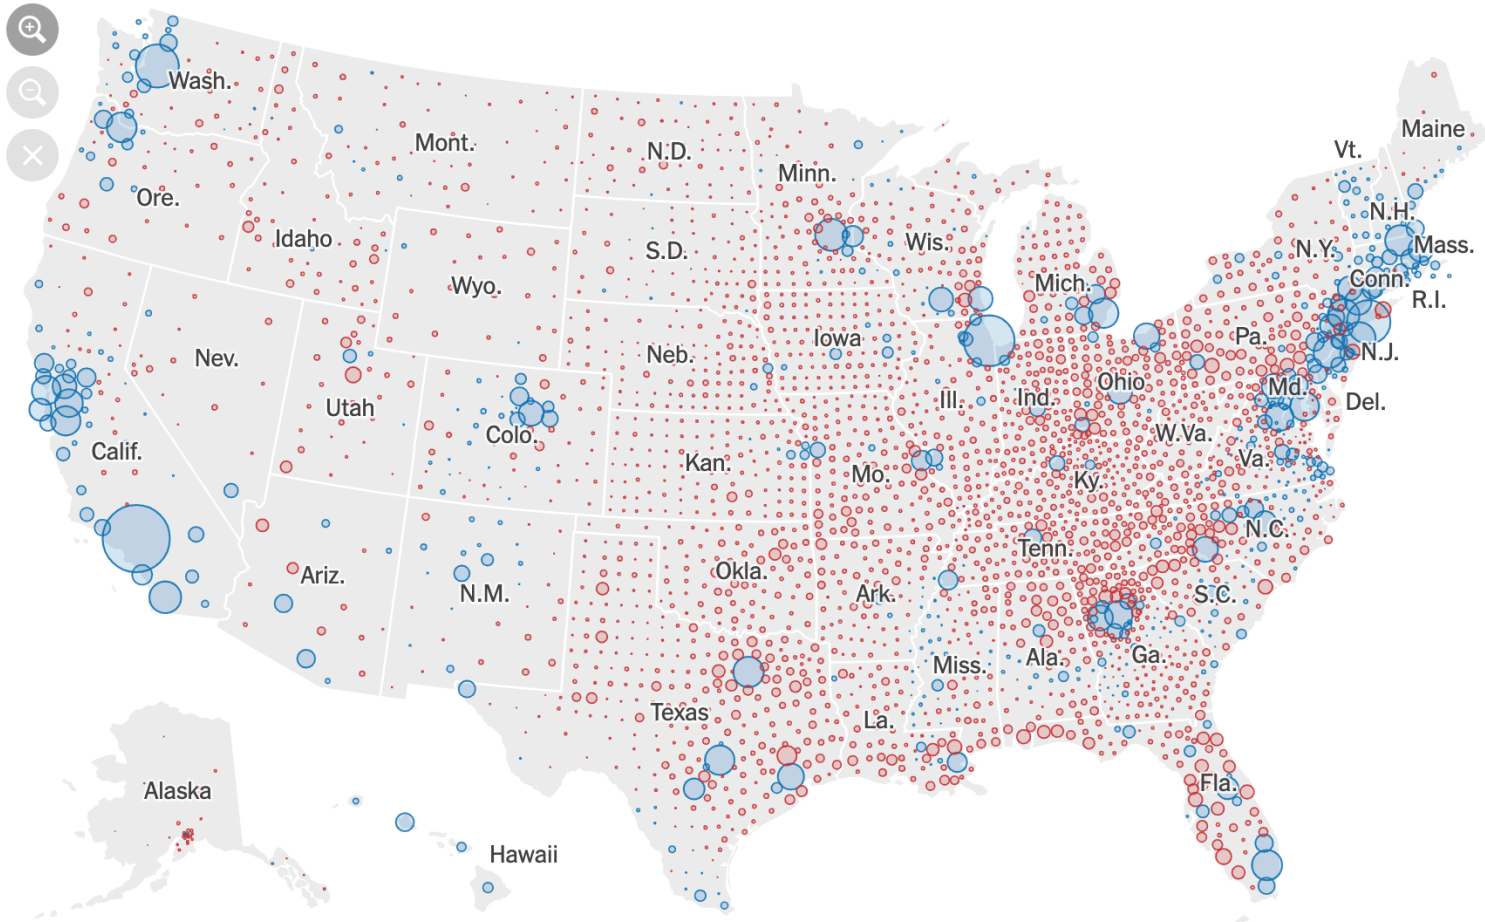 Wash.
Maine
Mont.
N.D.
Vt.
Minn.
Ore.
N.H.
Idaho
Wis.
S.D.
N.Y.
Mass.
Wyo.
Mich.
Conn.
R.I.
Nev.
Neb.
Iowa
Pa.
N.J.
Utah
Ill.
Ind.
Ohio
Md.
Del.
Colo.
Calif.
Kan.
Mo.
Ky.
W.Va.
Va.
N.C.
Tenn.
Ariz.
N.M.
Okla.
Ark.
S.C.
Miss.
Ala.
Ga.
Texas
La.
Alaska
Fla.
Hawaii